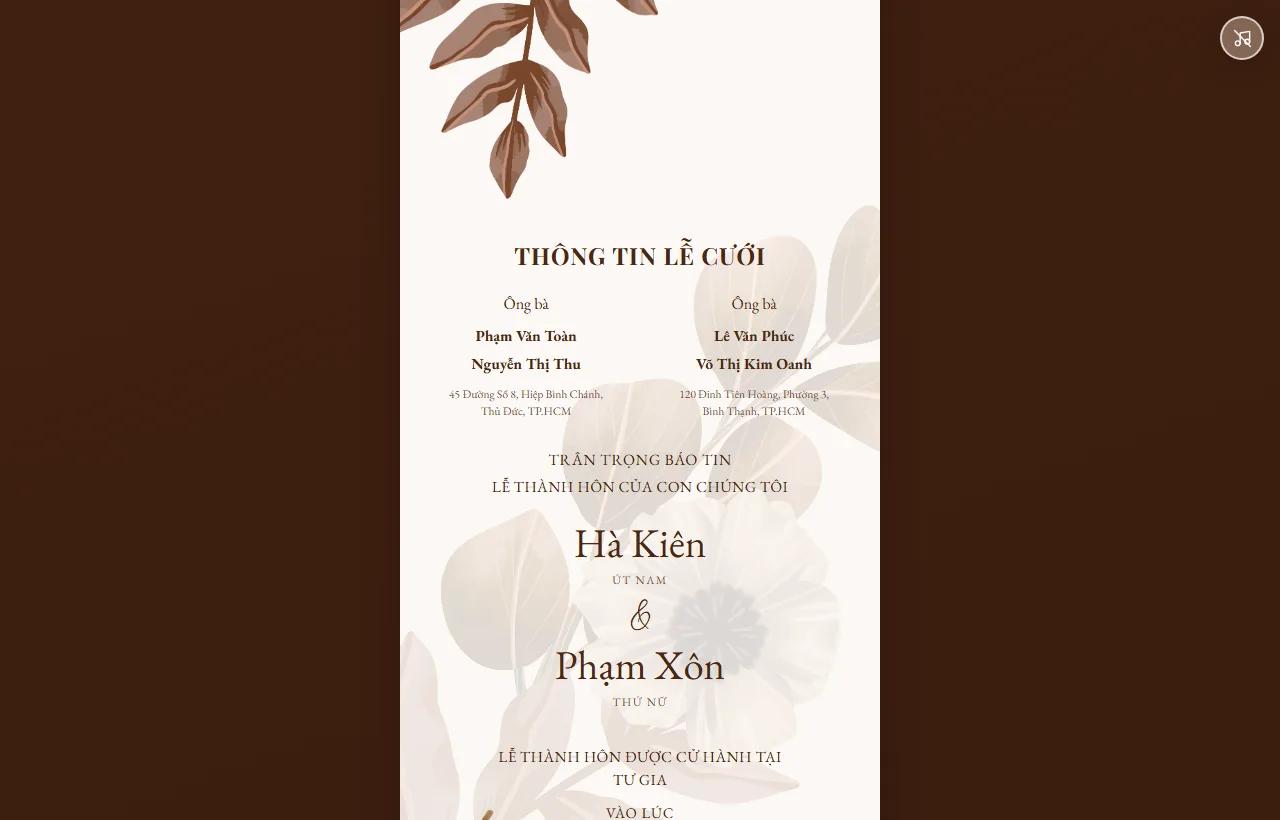 THÔNG TIN LỄ CƯỚI
Ông bà
Phạm Văn Toàn
Nguyễn Thị Thu
45 Đường Số 8, Hiệp Bình Chánh,
Thủ Đức, TP.HCM
Ông bà
Lê Văn Phúc
Võ Thị Kim Oanh
120 Đinh Tiên Hoàng, Phường 3,
Bình Thạnh, TP.HCM
TRÂN TRỌNG BÁO TIN
LỄ THÀNH HÔN CỦA CON CHÚNG TÔI
Hà Kiên
ÚT NAM
&
Phạm Xôn
THỨ NỮ
LỄ THÀNH HÔN ĐƯỢC CỬ HÀNH TẠI
TƯ GIA
VÀO LÚC